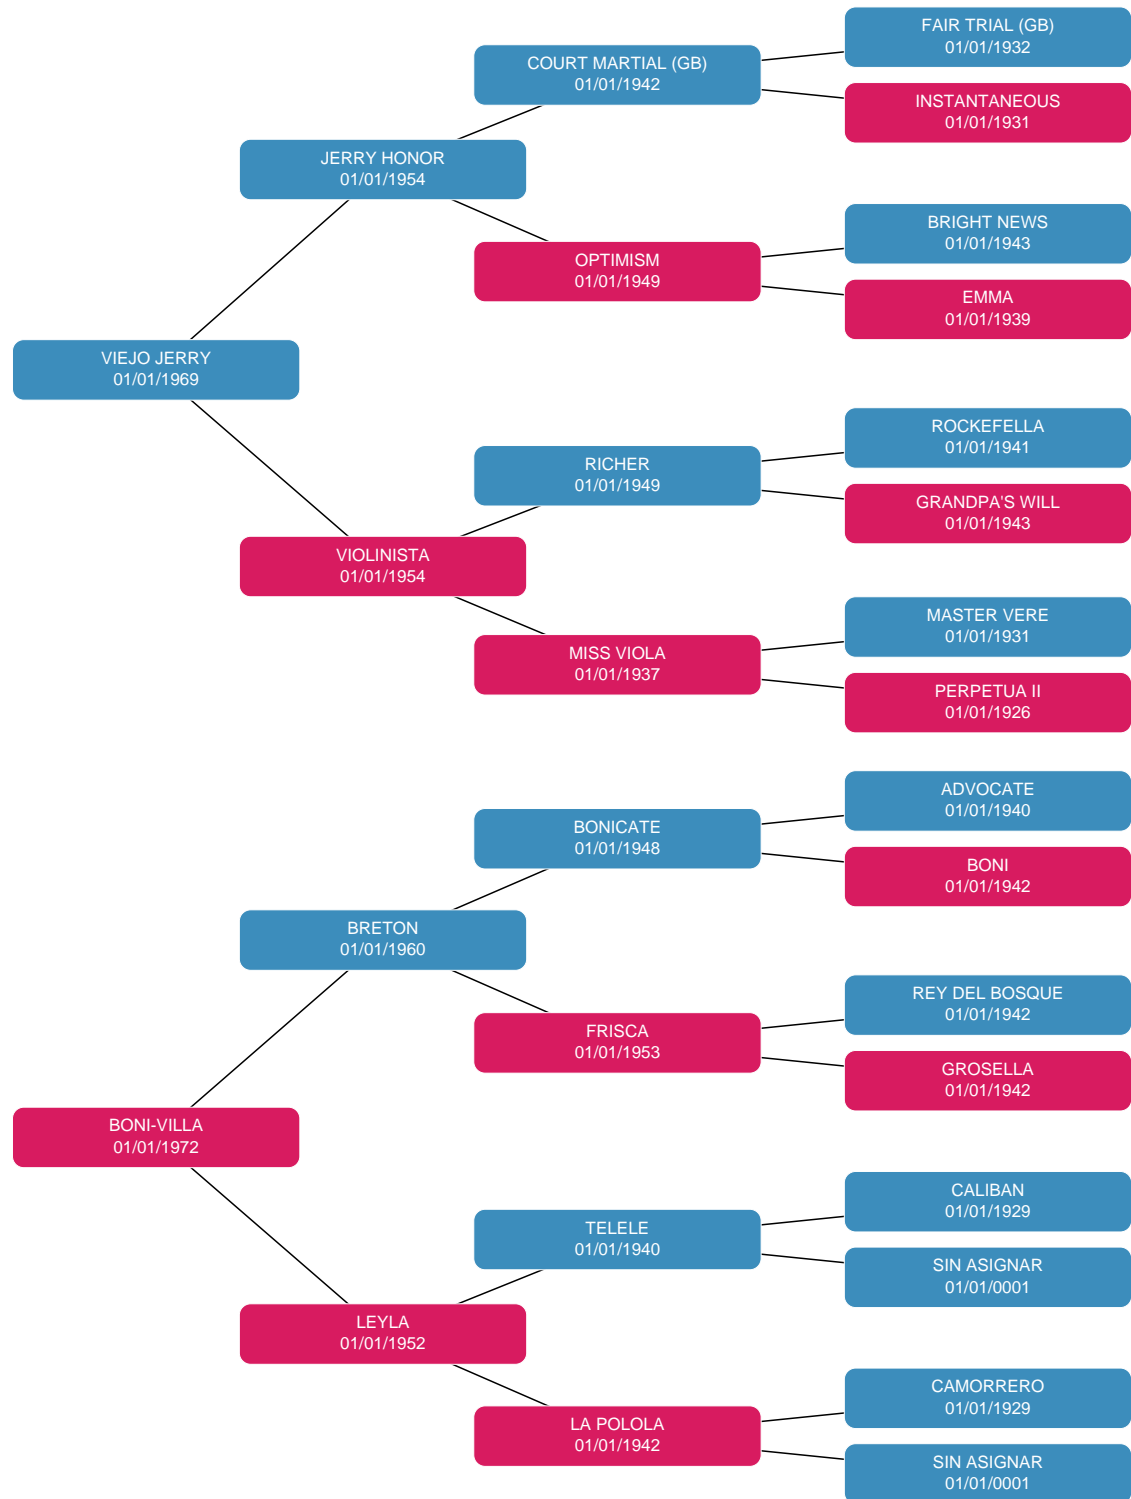 FAIR TRIAL (GB)
01/01/1932
COURT MARTIAL (GB)
01/01/1942
INSTANTANEOUS
01/01/1931
JERRY HONOR
01/01/1954
BRIGHT NEWS
01/01/1943
OPTIMISM
01/01/1949
EMMA
01/01/1939
VIEJO JERRY
01/01/1969
ROCKEFELLA
01/01/1941
RICHER
01/01/1949
GRANDPA'S WILL
01/01/1943
VIOLINISTA
01/01/1954
MASTER VERE
01/01/1931
MISS VIOLA
01/01/1937
PERPETUA II
01/01/1926
ADVOCATE
01/01/1940
BONICATE
01/01/1948
BONI
01/01/1942
BRETON
01/01/1960
REY DEL BOSQUE
01/01/1942
FRISCA
01/01/1953
GROSELLA
01/01/1942
BONI-VILLA
01/01/1972
CALIBAN
01/01/1929
TELELE
01/01/1940
SIN ASIGNAR
01/01/0001
LEYLA
01/01/1952
CAMORRERO
01/01/1929
LA POLOLA
01/01/1942
SIN ASIGNAR
01/01/0001